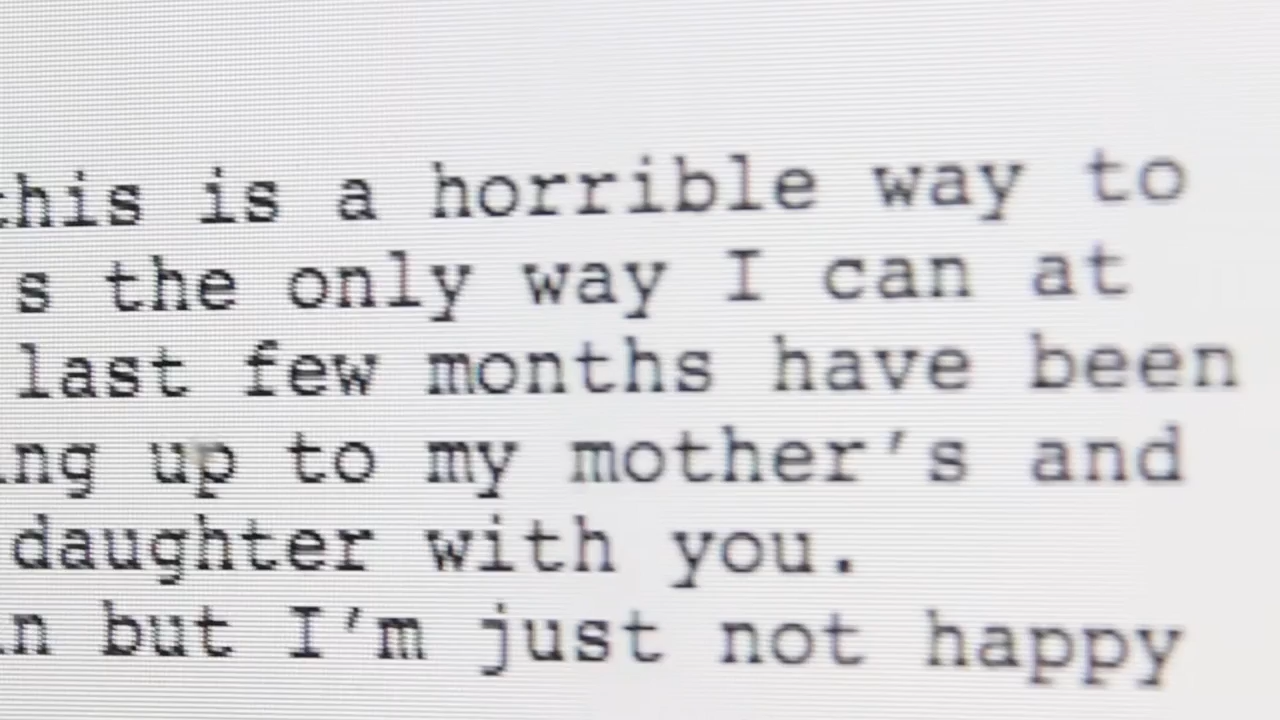 this is a horrible way to
s the only way I can at
last few months have been
ng up to my mother's and
daughter with you.
n but I'm just not happy